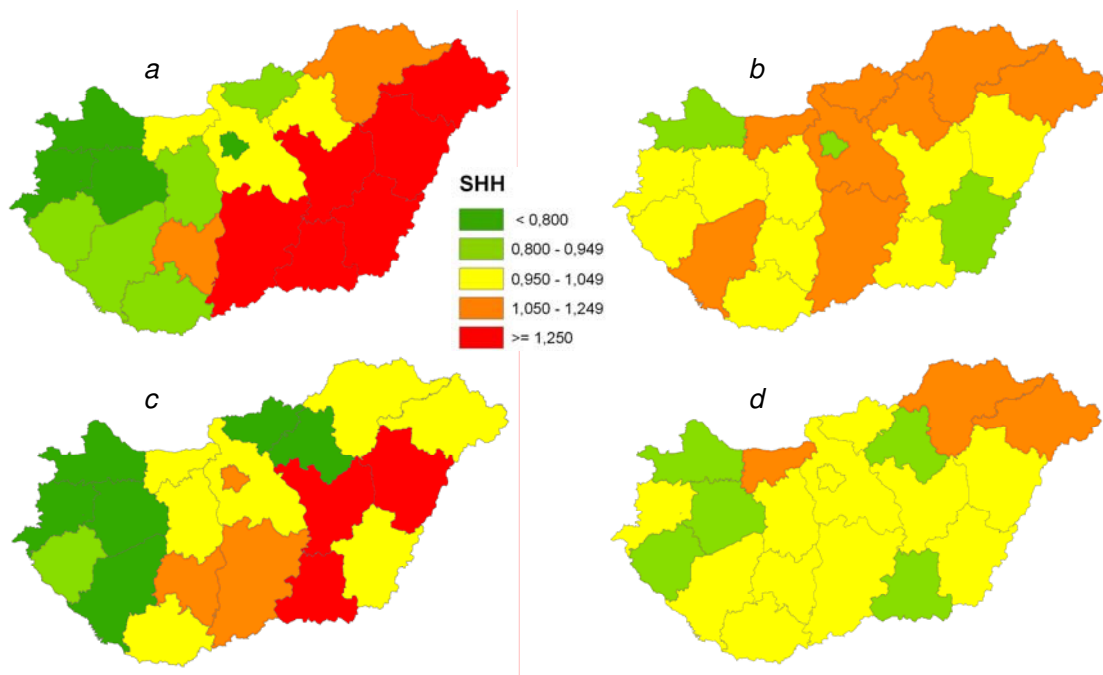 a
b
SHH
< 0,800
0,800 - 0,949
0,950 - 1,049
1,050 - 1,249
>= 1,250
c
d